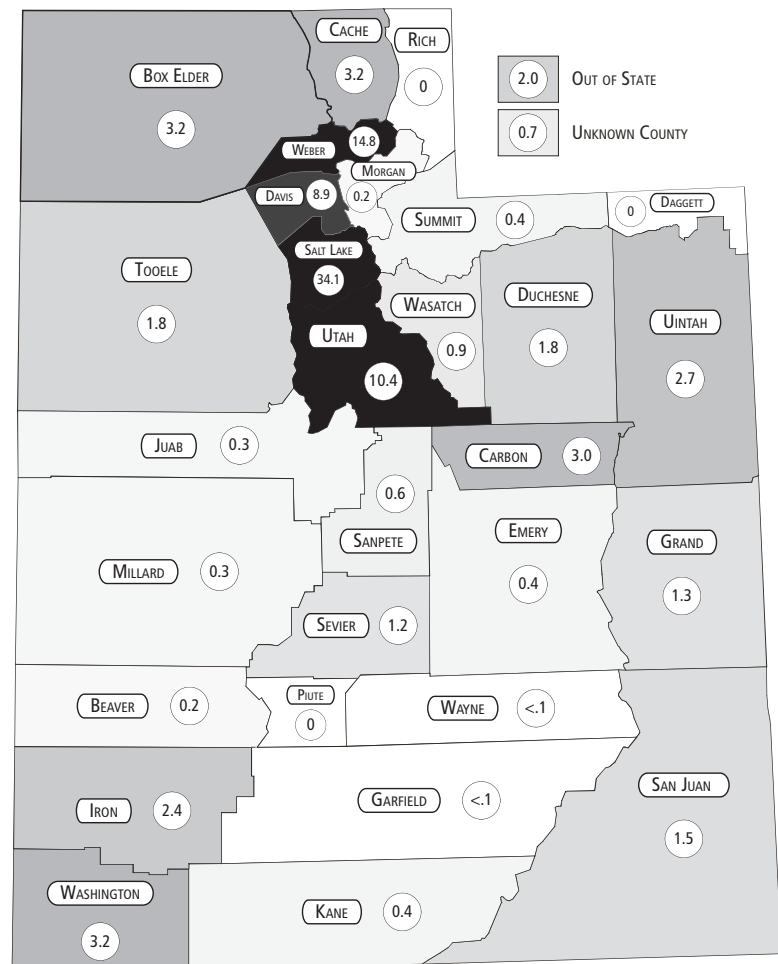 Cache
3.2
Rich
0
Box Elder
3.2
2.0 Out of State
0.7 Unknown County
Weber 14.8
Morgan
0.2
Davis 8.9
Summit 0.4
Daggett
0
Salt Lake
34.1
Tooele
1.8
Wasatch
0.9
Duchesne
1.8
Uintah
2.7
Utah
10.4
Juab 0.3
Carbon 3.0
0.6
Sanpete
Emery
0.4
Grand
1.3
Millard 0.3
Sevier 1.2
Beaver 0.2
Piute
0
Wayne <.1
Iron 2.4
Garfield <.1
San Juan
1.5
Washington
3.2
Kane 0.4